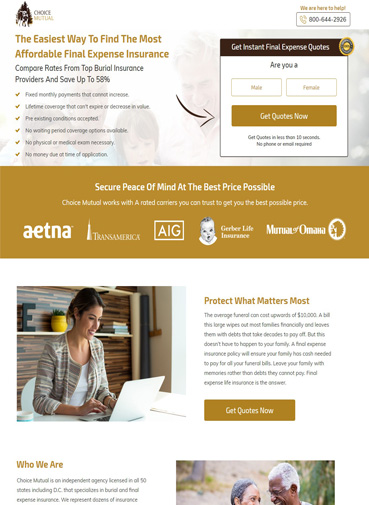 CHOICE
MUTUAL
We are here to help!
800-644-2926
The Easiest Way To Find The Most
Affordable Final Expense Insurance
Compare Rates From Top Burial Insurance
Providers And Save Up To 58%
Fixed monthly payments that cannot increase.
Lifetime coverage that can't expire or decrease in value.
Pre existing conditions accepted.
No waiting period coverage options available.
No physical or medical exam necessary.
No money due at time of application.
Get Instant Final Expense Quotes
Are you a
Male
Female
Get Quotes Now
Get Quotes in less than 10 seconds.
No phone or email required
Secure Peace Of Mind At The Best Price Possible
Choice Mutual works with A rated carriers you can trust to get you the best possible price.
aetna
TRANSAMERICA
AIG
Gerber Life
Insurance
MUTUAL of OMAHA
Protect What Matters Most
The average funeral can cost upwards of $10,000. A bill
this large wipes out most families financially and leaves
them with debts that take decades to pay off. But this
doesn't have to happen to your family. A final expense
insurance policy will ensure your family has cash needed
to pay for all your funeral bills. Leave your family with
memories rather than debts they cannot pay. Final
expense life insurance is the answer.
Get Quotes Now
Who We Are
Choice Mutual is an independent agency licensed in all 50
states including D.C. that specializes in burial and final
expense insurance. We represent dozens of insurance